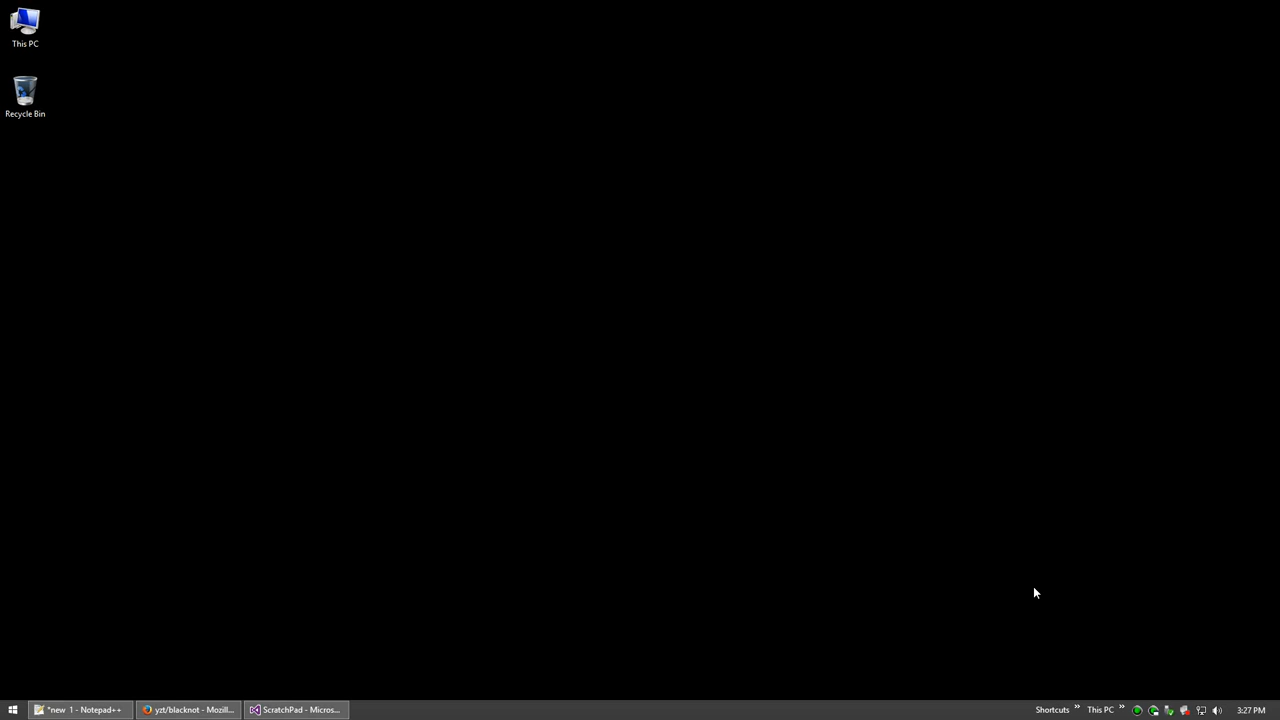 This PC
Recycle Bin
*new 1 - Notepad++
yzt/blacknot - Mozill...
ScratchPad - Micros...
Shortcuts »
This PC »
3:27 PM